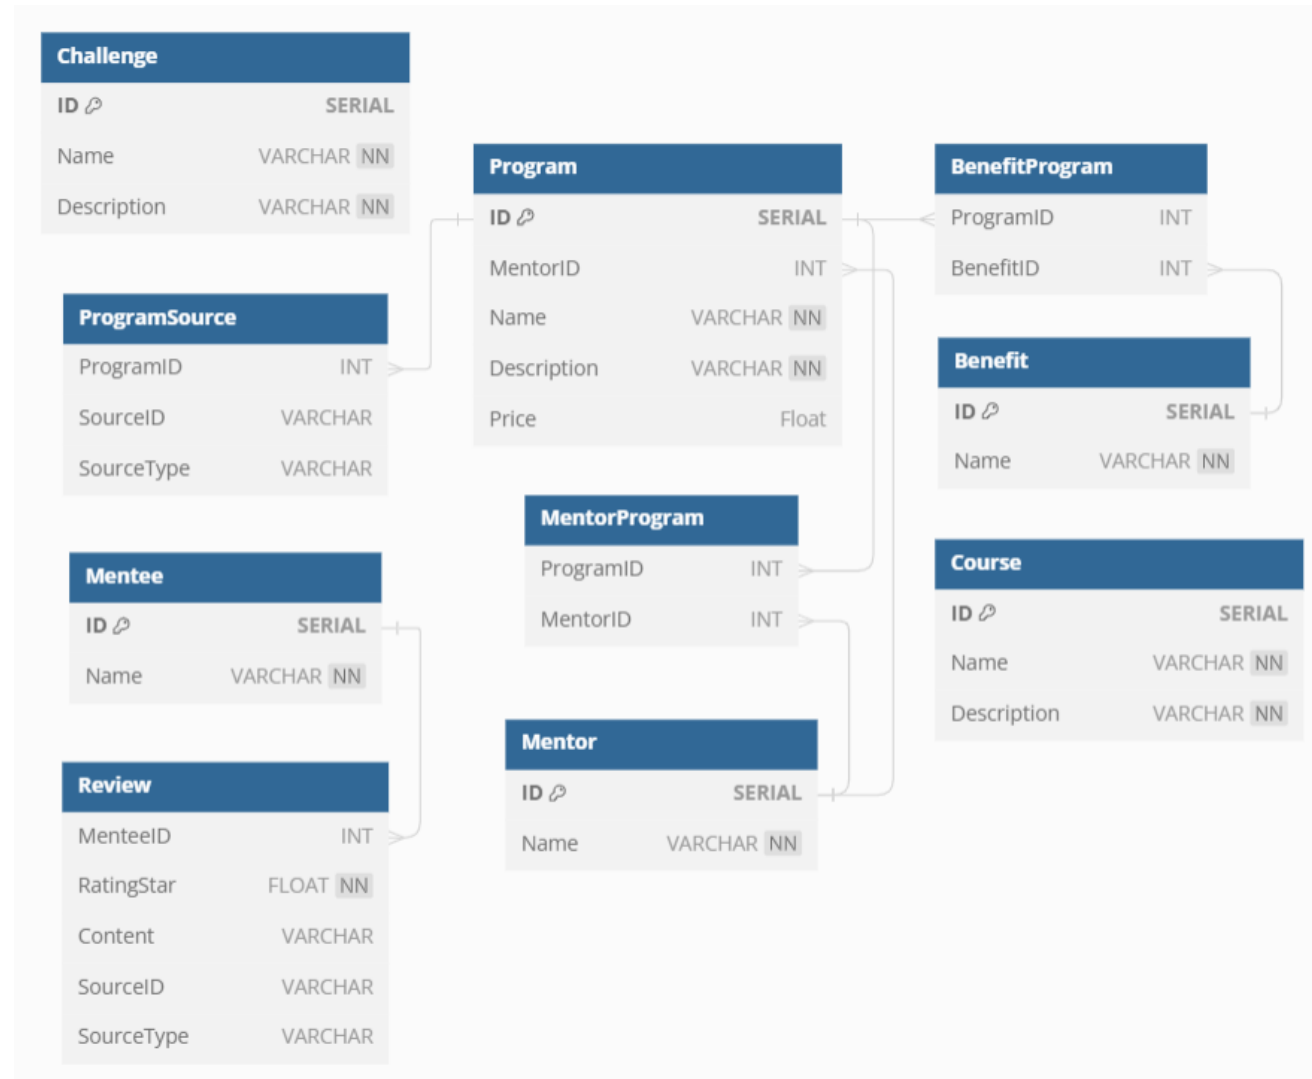 Challenge
ID SERIAL
Name VARCHAR NN
Description VARCHAR NN
ProgramSource
ProgramID INT
SourceID VARCHAR
SourceType VARCHAR
Mentee
ID SERIAL
Name VARCHAR NN
Review
MenteeID INT
RatingStar FLOAT NN
Content VARCHAR
SourceID VARCHAR
SourceType VARCHAR
Program
ID SERIAL
MentorID INT
Name VARCHAR NN
Description VARCHAR NN
Price Float
MentorProgram
ProgramID INT
MentorID INT
Mentor
ID SERIAL
Name VARCHAR NN
BenefitProgram
ProgramID INT
BenefitID INT
Benefit
ID SERIAL
Name VARCHAR NN
Course
ID SERIAL
Name VARCHAR NN
Description VARCHAR NN